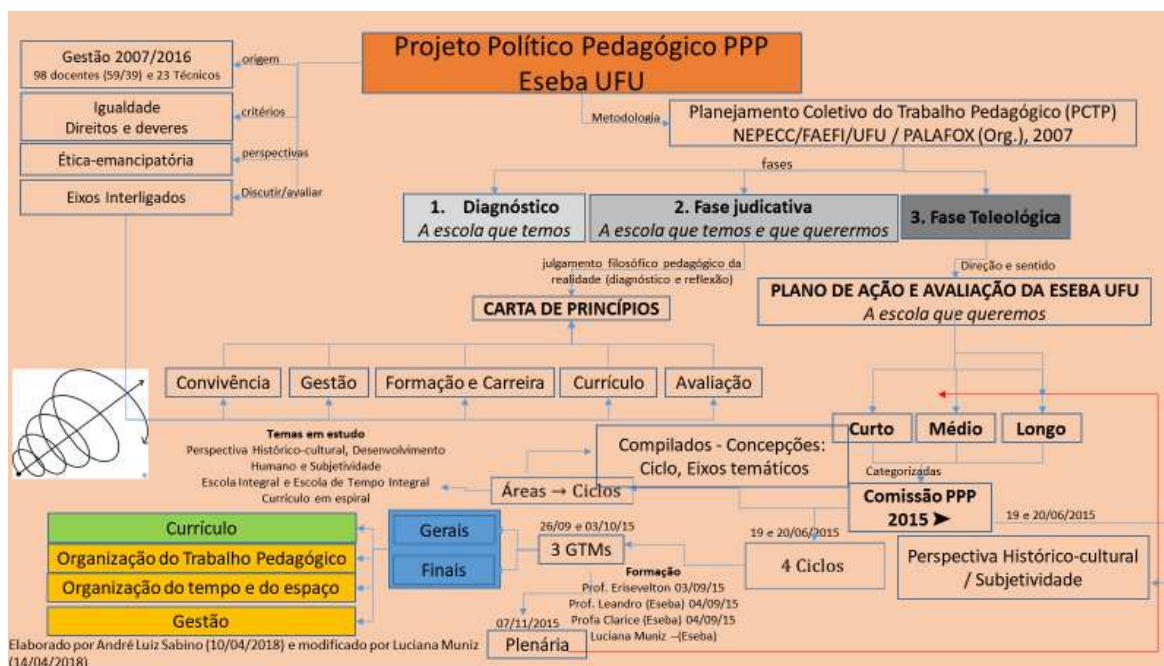 Projeto Político Pedagógico PPP
Eseba UFU
Gestão 2007/2016
98 docentes (59/39) e 23 Técnicos
origem
Igualdade
Direitos e deveres
critérios
Ética-emancipatória
perspectivas
Eixos Interligados
Discutir/avaliar
Metodologia
Planejamento Coletivo do Trabalho Pedagógico (PCTP)
NEPECC/FAEFI/UFU / PALAFOX (Org.), 2007
fases
1. Diagnóstico
A escola que temos
2. Fase judicativa
A escola que temos e que querermos
3. Fase Teleológica
julgamento filosófico pedagógico da
realidade (diagnóstico e reflexão)
Direção e sentido
CARTA DE PRINCÍPIOS
PLANO DE AÇÃO E AVALIAÇÃO DA ESEBA UFU
A escola que queremos
Convivência
Gestão
Formação e Carreira
Currículo
Avaliação
Curto
Médio
Longo
Temas em estudo
Perspectiva Histórico-cultural, Desenvolvimento
Humano e Subjetividade
Escola Integral e Escola de Tempo Integral
Currículo em espiral
Compilados - Concepções:
Ciclo, Eixos temáticos
Áreas → Ciclos
Categorizadas
Comissão PPP
2015 ➤
19 e 20/06/2015
Perspectiva Histórico-cultural
/ Subjetividade
19 e 20/06/2015
4 Ciclos
26/09 e 03/10/15
3 GTMs
Gerais
Finais
Currículo
Organização do Trabalho Pedagógico
Organização do tempo e do espaço
Gestão
Formação
Prof. Erisevelton 03/09/15
Prof. Leandro (Eseba) 04/09/15
Profa Clarice (Eseba) 04/09/15
Luciana Muniz –(Eseba)
07/11/2015
Plenária
Elaborado por André Luiz Sabino (10/04/2018) e modificado por Luciana Muniz
(14/04/2018)